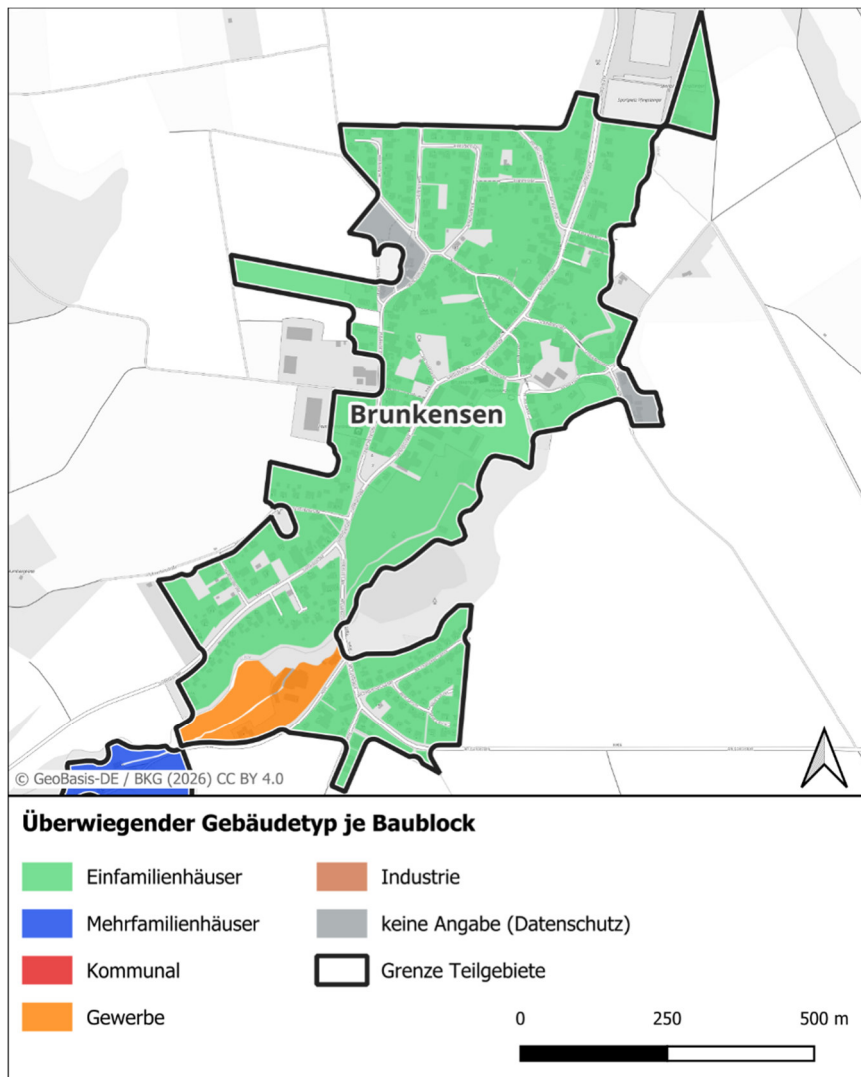 Brunkensen
© GeoBasis-DE / BKG (2026) CC BY 4.0
Überwiegender Gebäudetyp je Baublock
Einfamilienhäuser
Mehrfamilienhäuser
Kommunal
Gewerbe
Industrie
keine Angabe (Datenschutz)
Grenze Teilgebiete
0 250 500 m